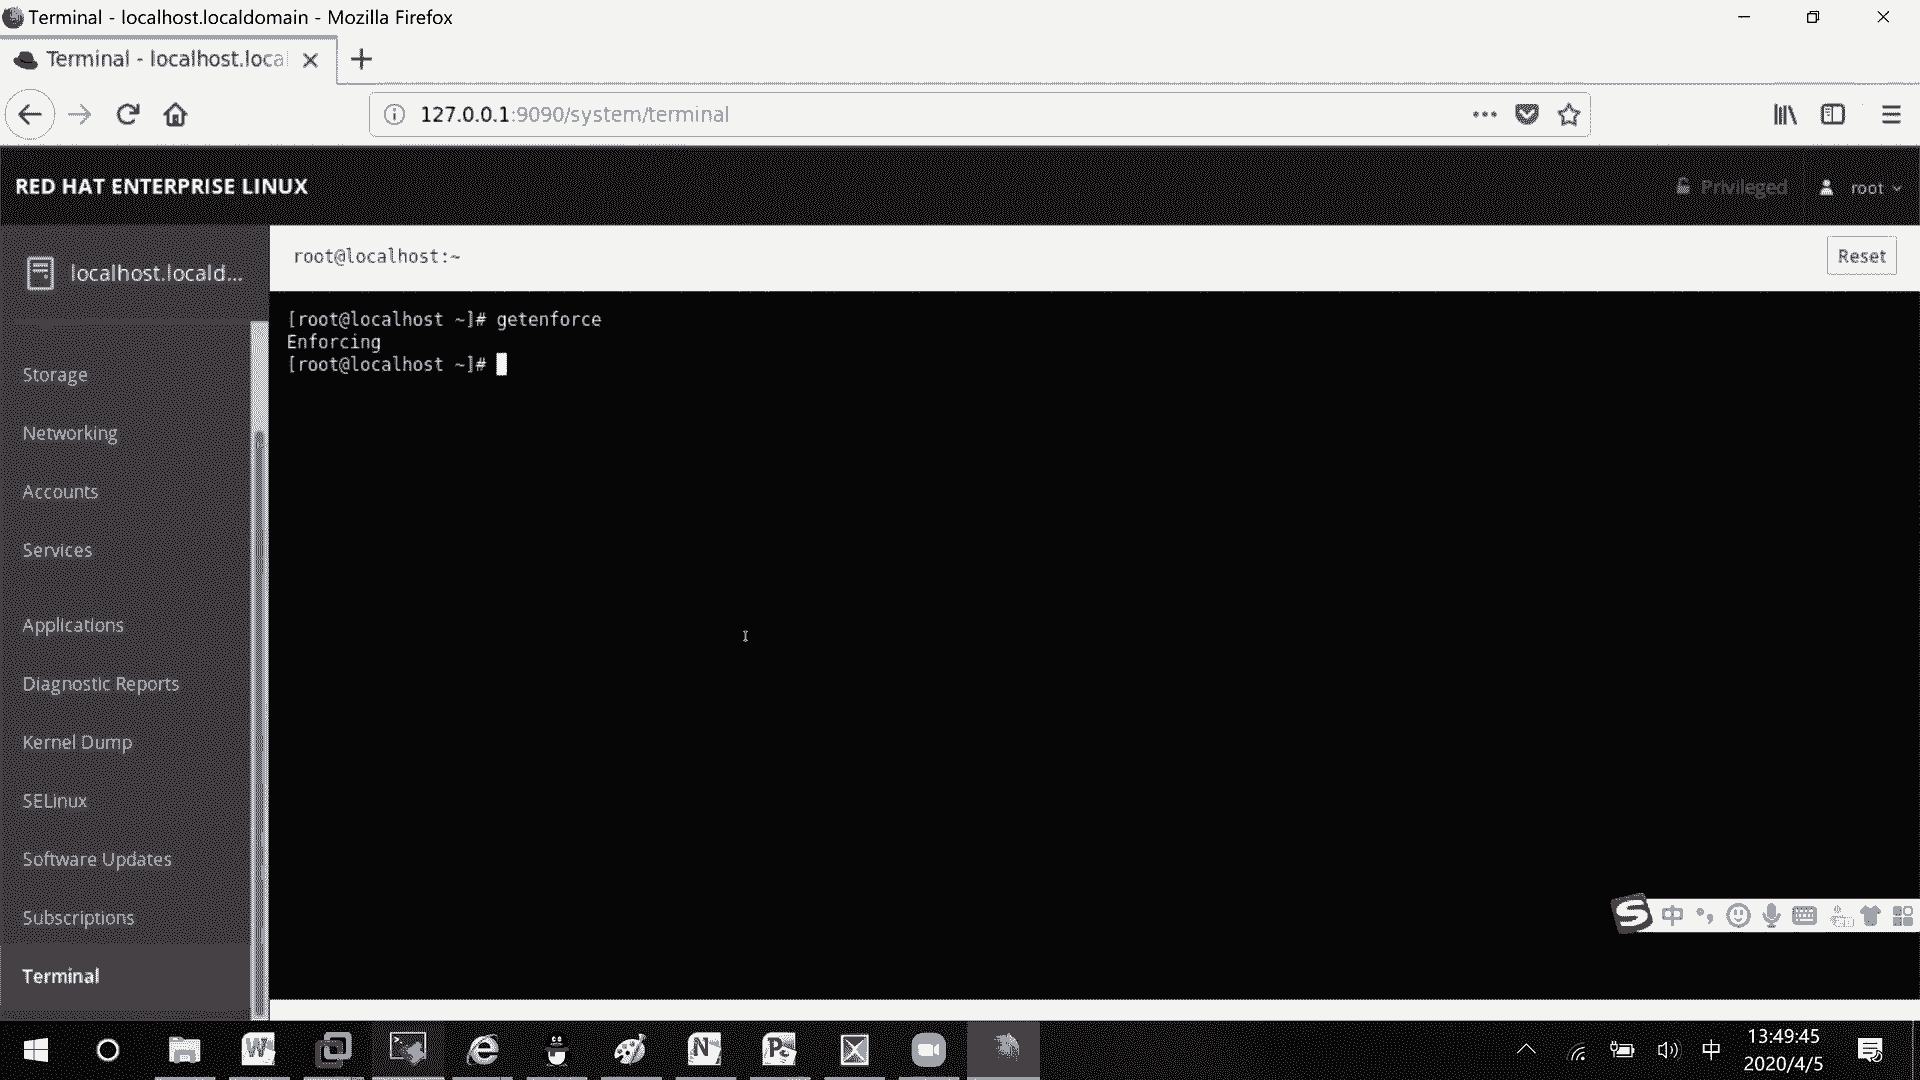 Terminal - localhost.localdomain - Mozilla Firefox
Terminal - localhost.loca
127.0.0.1:9090/system/terminal
RED HAT ENTERPRISE LINUX
Privileged
root
localhost.locald...
root@localhost:~
Reset
[root@localhost ~]# getenforce
Enforcing
[root@localhost ~]#
Storage
Networking
Accounts
Services
Applications
Diagnostic Reports
Kernel Dump
SELinux
Software Updates
Subscriptions
Terminal
中
中
13:49:45
2020/4/5